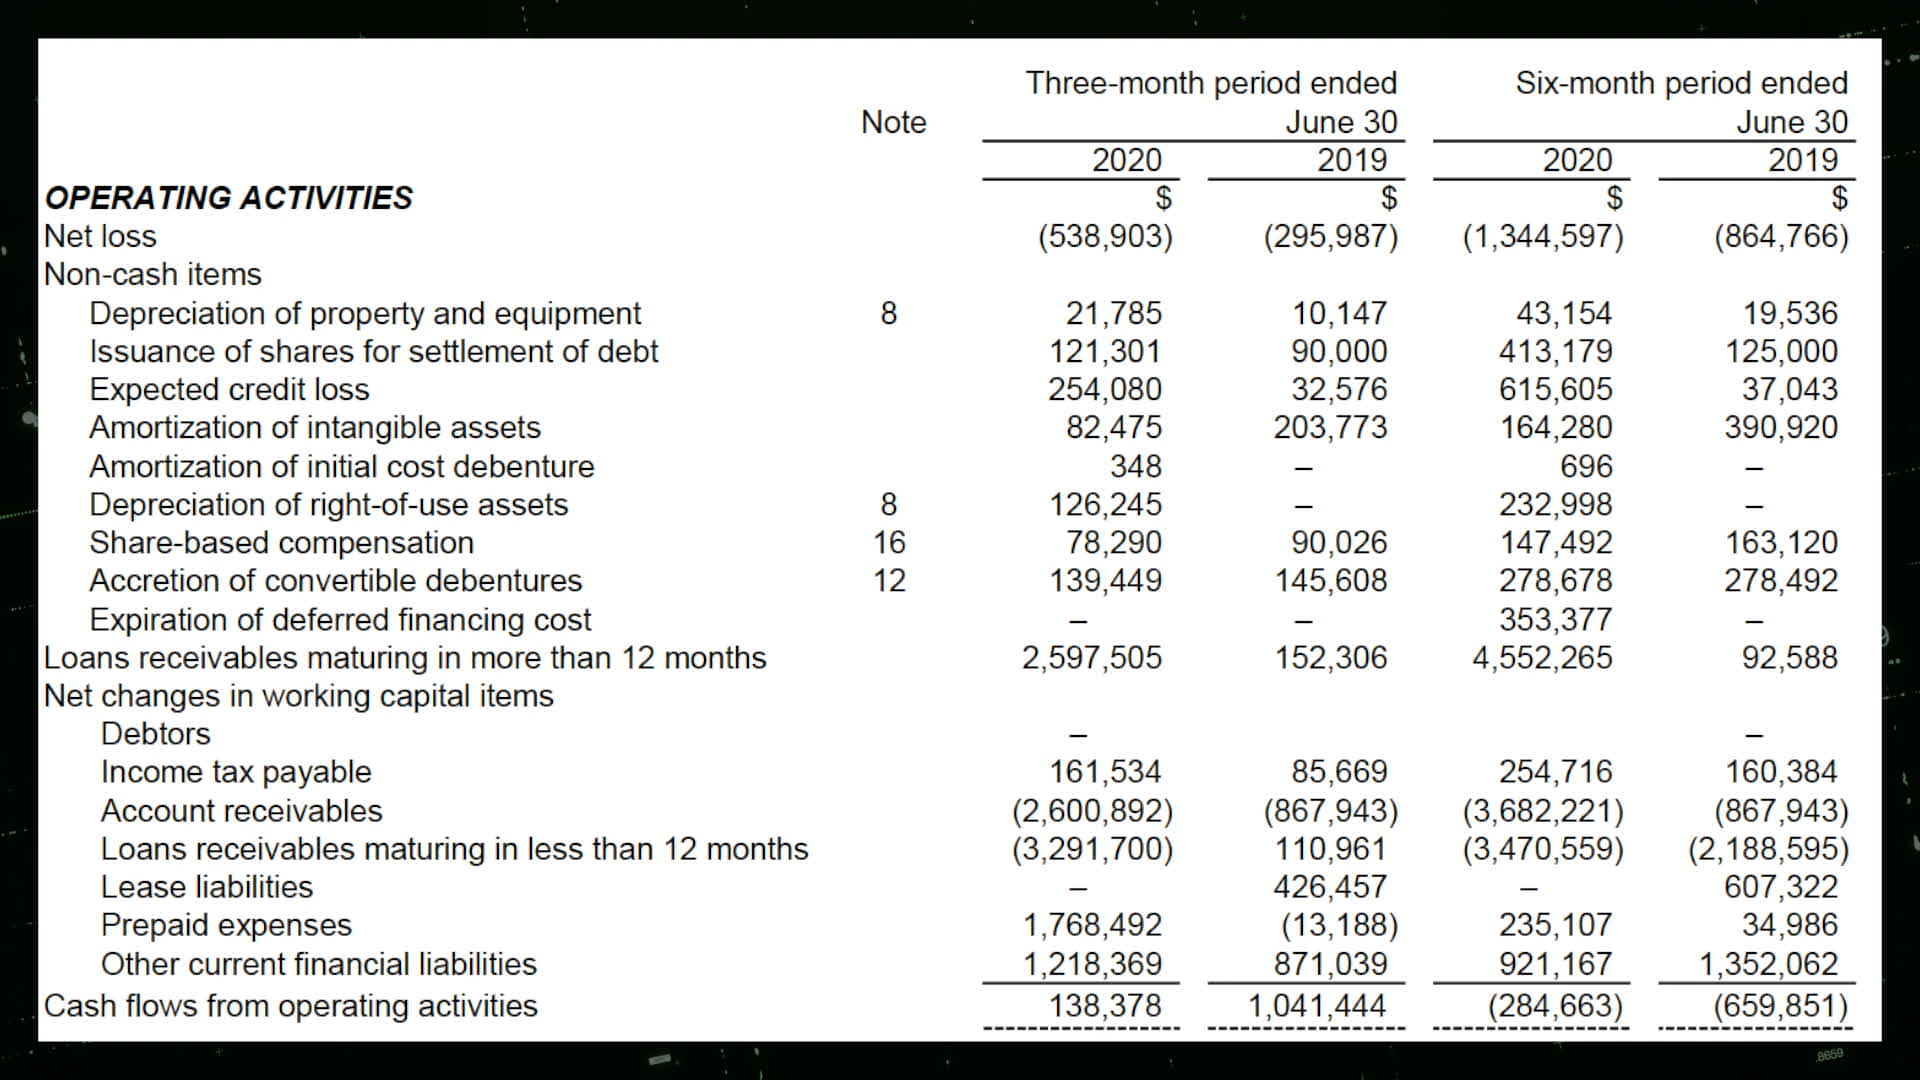 Three-month period ended Six-month period ended
Note June 30 June 30
2020 2019 2020 2019
OPERATING ACTIVITIES $ $ $ $
Net loss (538,903) (295,987) (1,344,597) (864,766)
Non-cash items
Depreciation of property and equipment 8 21,785 10,147 43,154 19,536
Issuance of shares for settlement of debt 121,301 90,000 413,179 125,000
Expected credit loss 254,080 32,576 615,605 37,043
Amortization of intangible assets 82,475 203,773 164,280 390,920
Amortization of initial cost debenture 348 – 696 –
Depreciation of right-of-use assets 8 126,245 – 232,998 –
Share-based compensation 16 78,290 90,026 147,492 163,120
Accretion of convertible debentures 12 139,449 145,608 278,678 278,492
Expiration of deferred financing cost – – 353,377 –
Loans receivables maturing in more than 12 months 2,597,505 152,306 4,552,265 92,588
Net changes in working capital items
Debtors – –
Income tax payable 161,534 85,669 254,716 160,384
Account receivables (2,600,892) (867,943) (3,682,221) (867,943)
Loans receivables maturing in less than 12 months (3,291,700) 110,961 (3,470,559) (2,188,595)
Lease liabilities – 426,457 – 607,322
Prepaid expenses 1,768,492 (13,188) 235,107 34,986
Other current financial liabilities 1,218,369 871,039 921,167 1,352,062
Cash flows from operating activities 138,378 1,041,444 (284,663) (659,851)